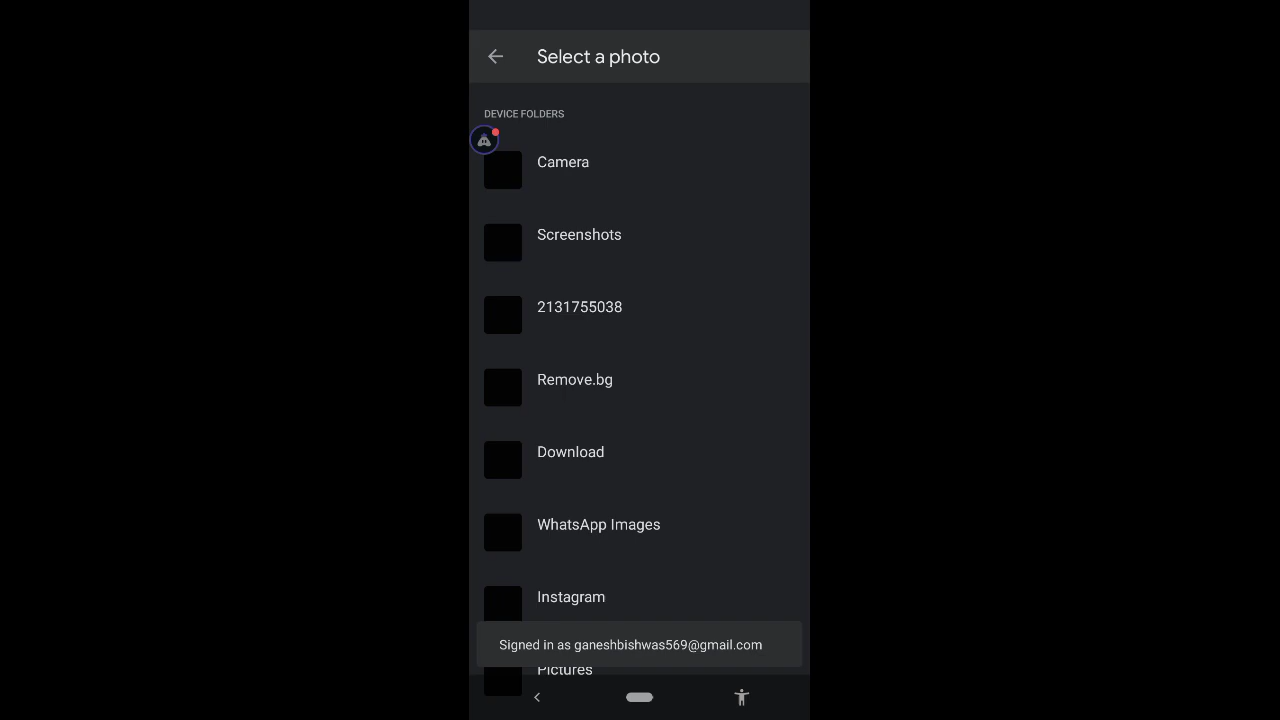 Select a photo
DEVICE FOLDERS
Camera
Screenshots
2131755038
Remove.bg
Download
WhatsApp Images
Instagram
Signed in as ganeshbishwas569@gmail.com
Pictures